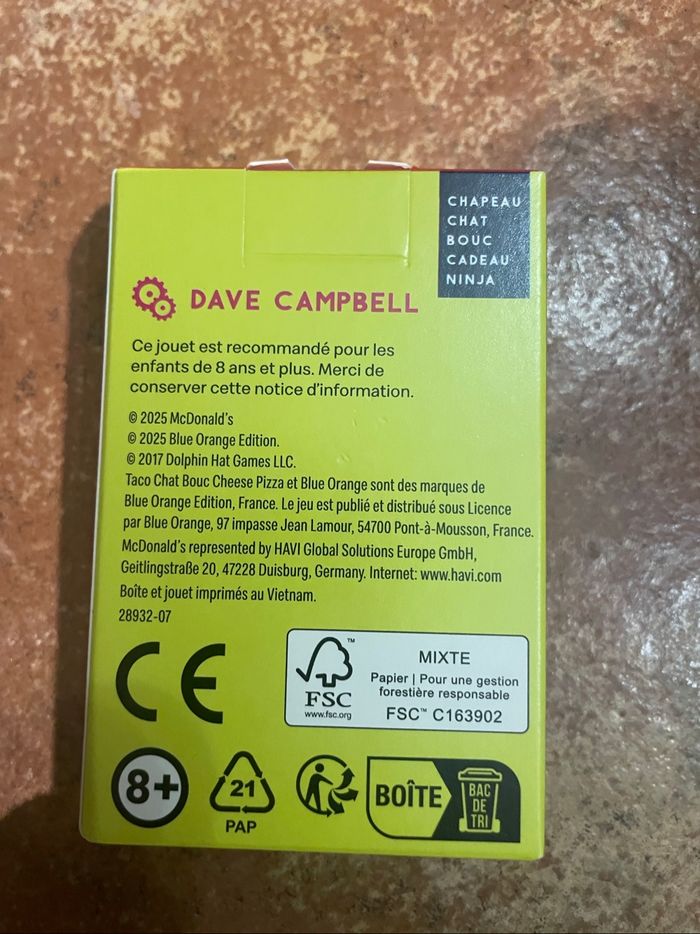 CHAPEAU
CHAT
BOUC
CADEAU
NINJA
DAVE CAMPBELL
Ce jouet est recommandé pour les
enfants de 8 ans et plus. Merci de
conserver cette notice d'information.
© 2025 McDonald's
© 2025 Blue Orange Edition.
© 2017 Dolphin Hat Games LLC.
Taco Chat Bouc Cheese Pizza et Blue Orange sont des marques de
Blue Orange Edition, France. Le jeu est publié et distribué sous Licence
par Blue Orange, 97 impasse Jean Lamour, 54700 Pont-à-Mousson, France.
McDonald's represented by HAVI Global Solutions Europe GmbH,
Geitlingstraße 20, 47228 Duisburg, Germany. Internet: www.havi.com
Boîte et jouet imprimés au Vietnam.
28932-07
CE
FSC
www.fsc.org
MIXTE
Papier | Pour une gestion
forestière responsable
FSC™ C163902
8+
21
PAP
BOÎTE
BAC
DE
TRI